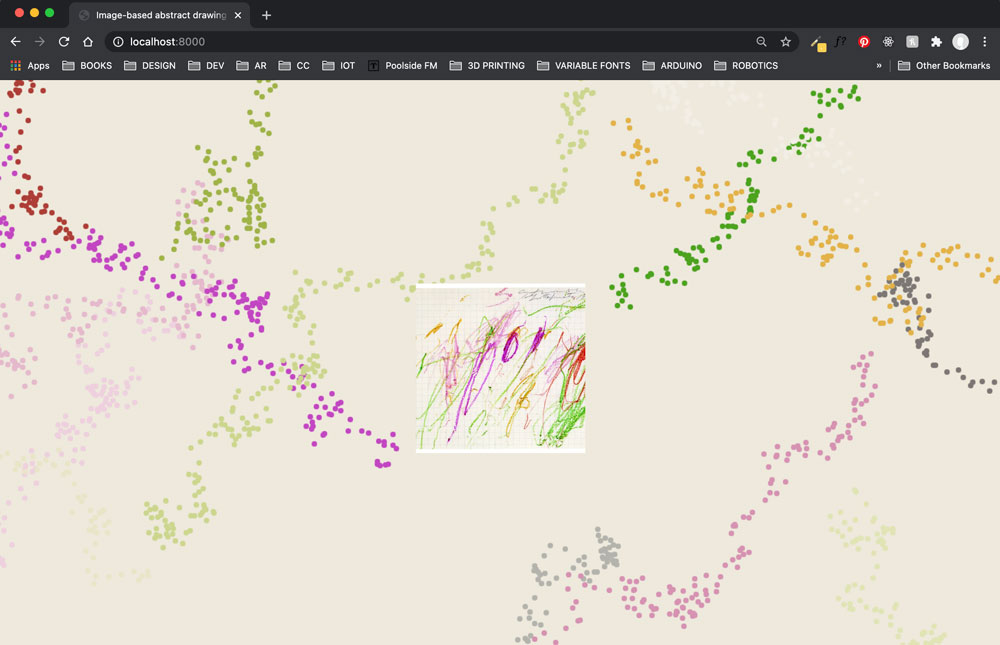 Image-based abstract drawing
localhost:8000
Apps BOOKS DESIGN DEV AR CC IOT Poolside FM 3D PRINTING VARIABLE FONTS ARDUINO ROBOTICS » Other Bookmarks